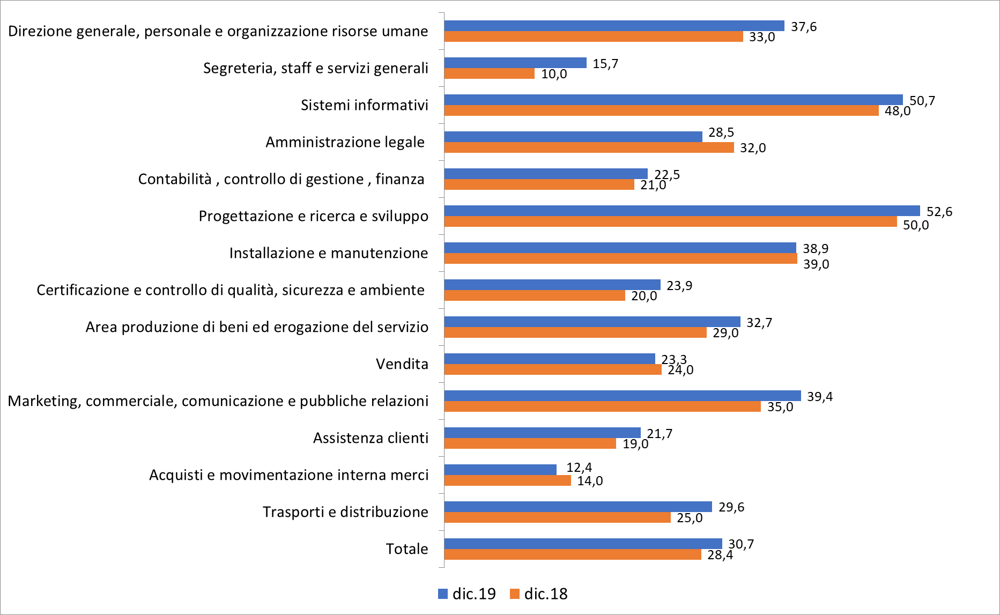 Direzione generale, personale e organizzazione risorse umane
37,6
33,0
Segreteria, staff e servizi generali
15,7
10,0
Sistemi informativi
50,7
48,0
Amministrazione legale
28,5
32,0
Contabilità , controllo di gestione , finanza
22,5
21,0
Progettazione e ricerca e sviluppo
52,6
50,0
Installazione e manutenzione
38,9
39,0
Certificazione e controllo di qualità, sicurezza e ambiente
23,9
20,0
Area produzione di beni ed erogazione del servizio
32,7
29,0
Vendita
23,3
24,0
Marketing, commerciale, comunicazione e pubbliche relazioni
39,4
35,0
Assistenza clienti
21,7
19,0
Acquisti e movimentazione interna merci
12,4
14,0
Trasporti e distribuzione
29,6
25,0
Totale
30,7
28,4
dic.19 dic.18